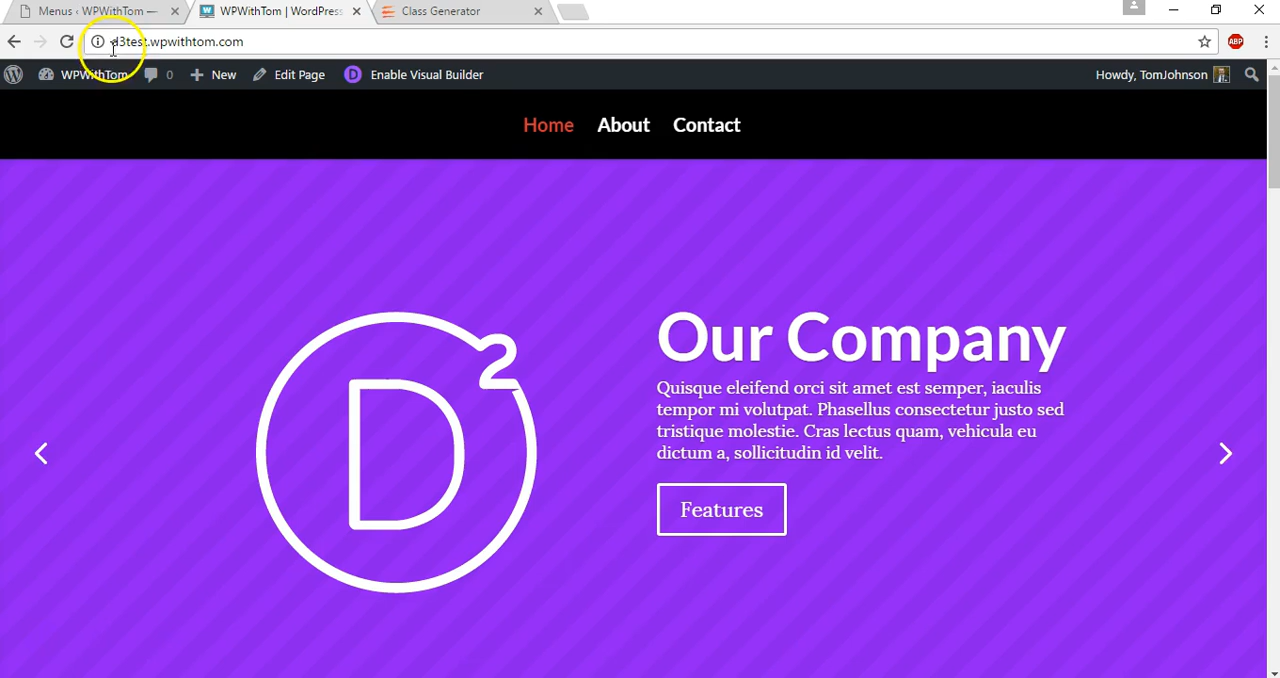 Menus ‹ WPWithTom —
WPWithTom | WordPress
Class Generator
d3test.wpwithtom.com
ABP
WPWithTom 0 New Edit Page D Enable Visual Builder Howdy, TomJohnson
Home About Contact
D2
Our Company
Quisque eleifend orci sit amet est semper, iaculis
tempor mi volutpat. Phasellus consectetur justo sed
tristique molestie. Cras lectus quam, vehicula eu
dictum a, sollicitudin id velit.
Features